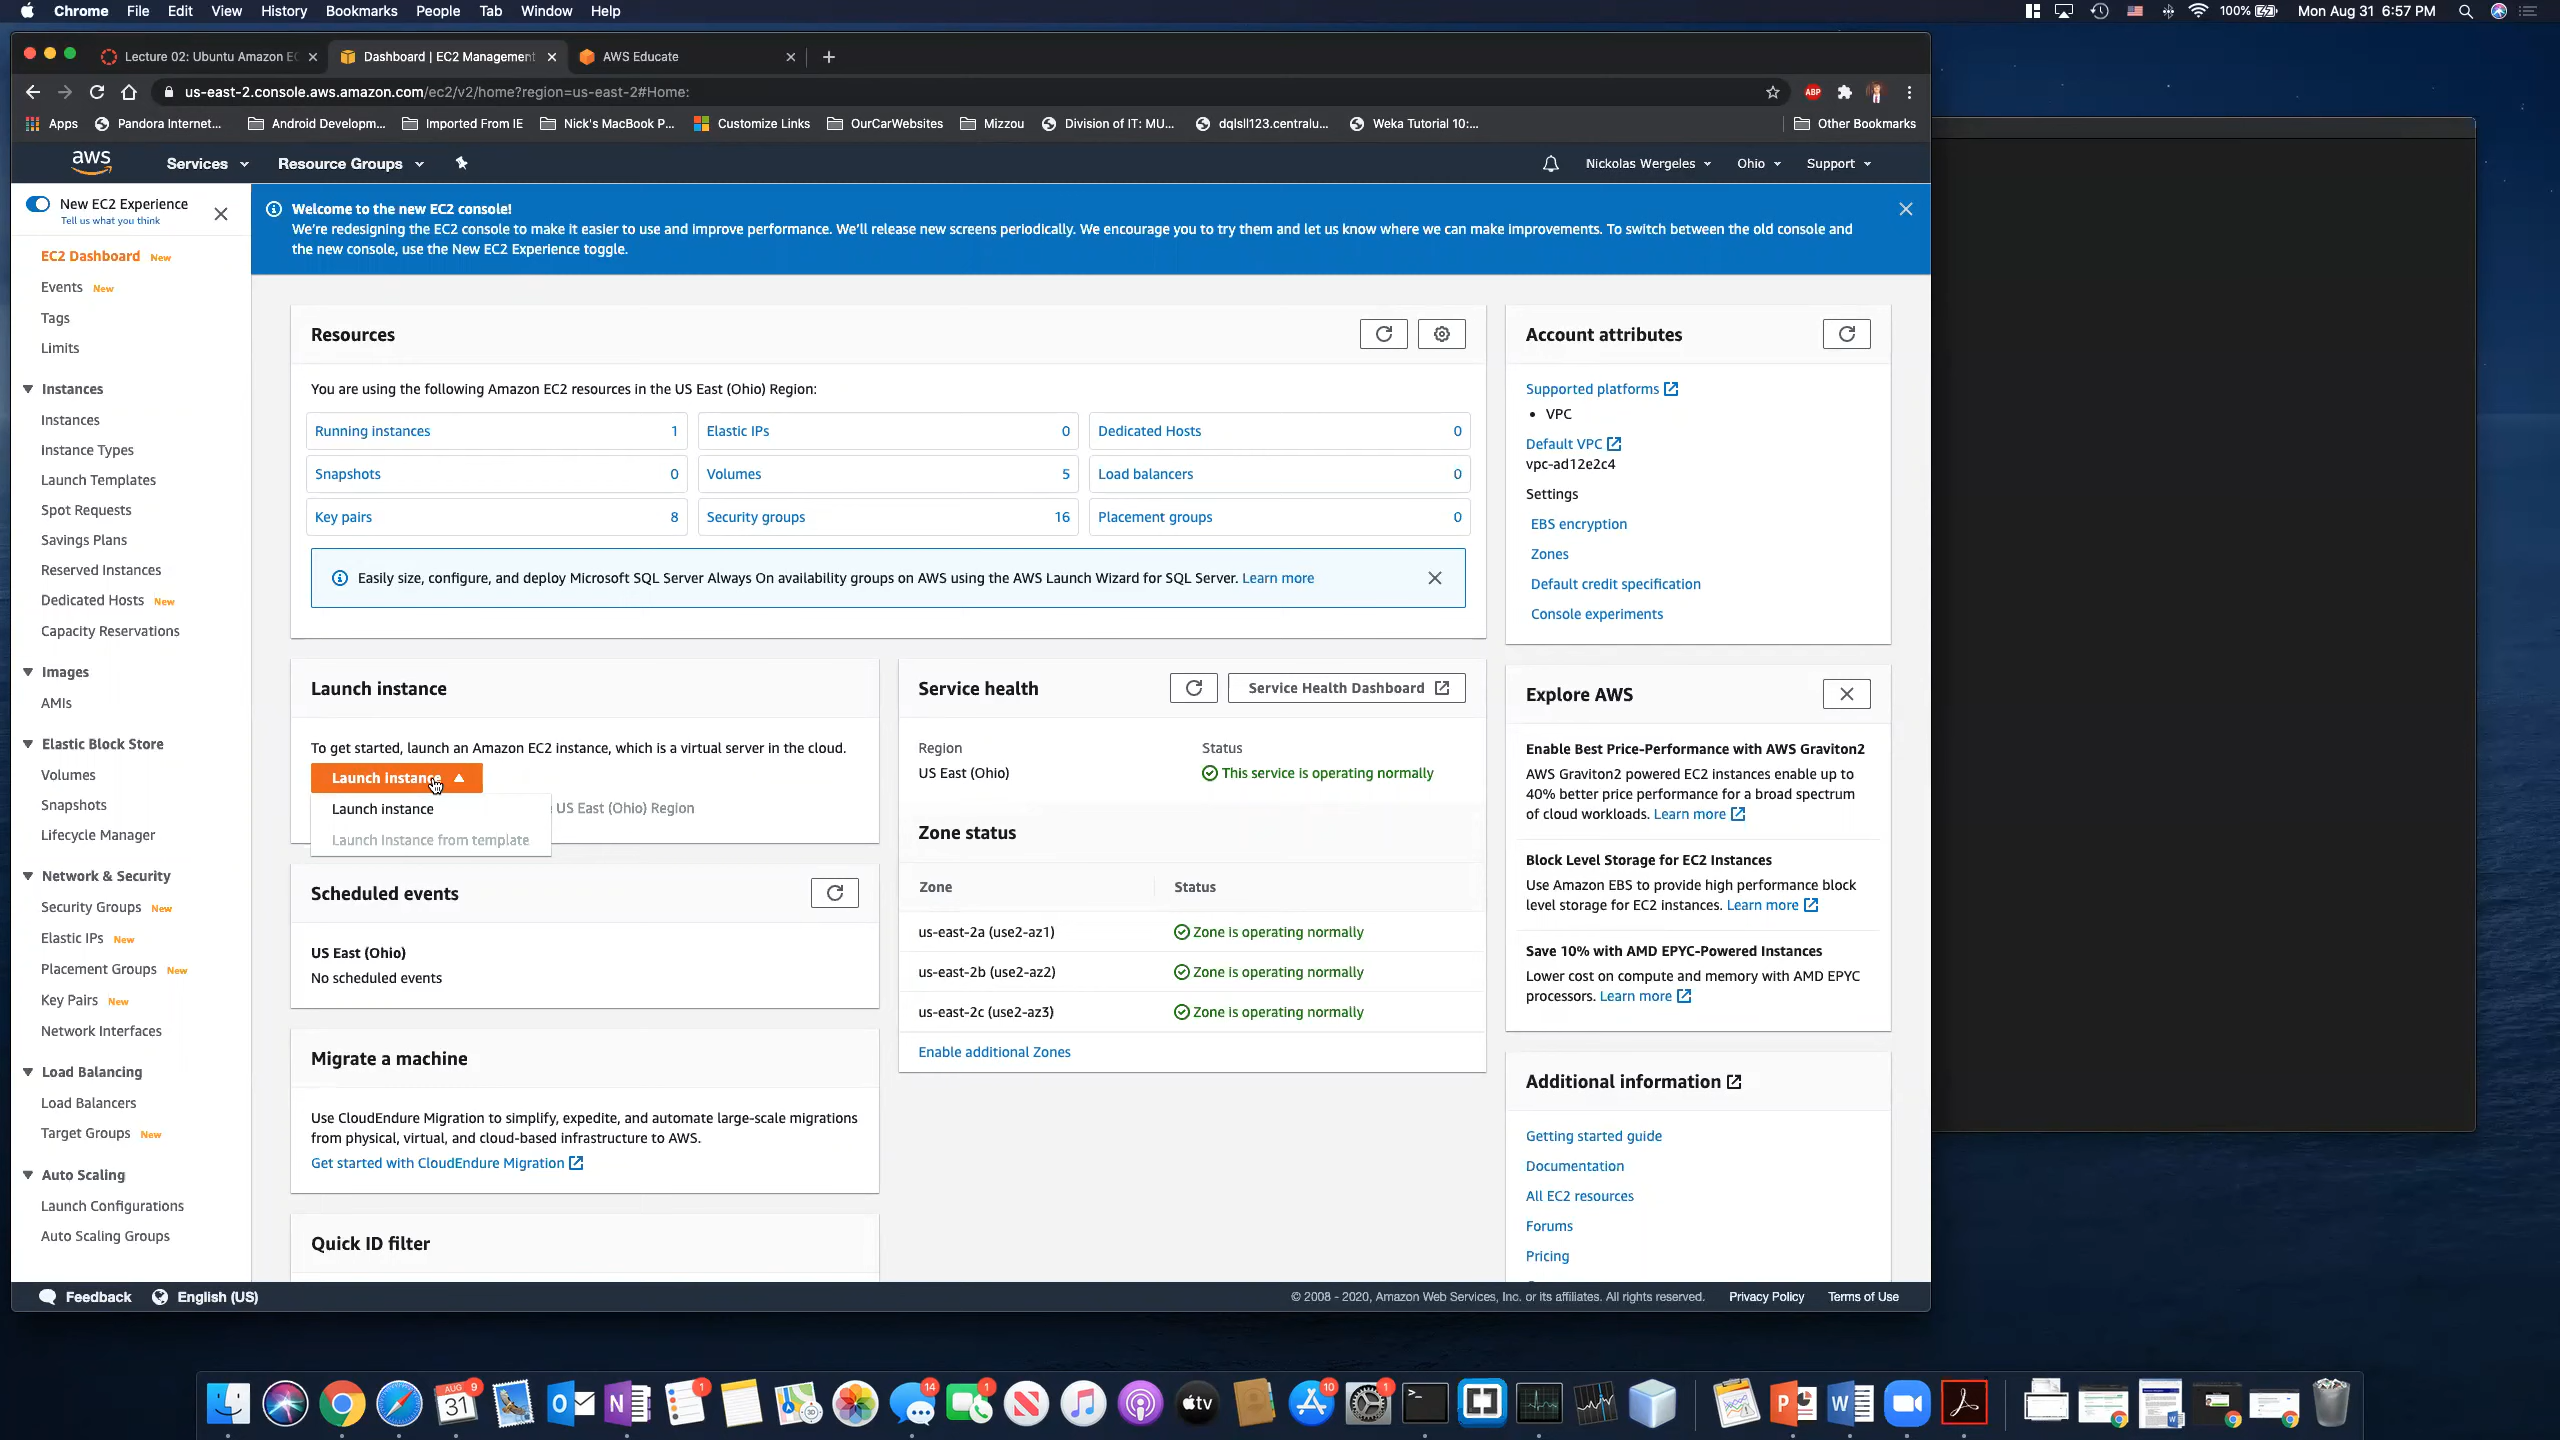 Chrome File Edit View History Bookmarks People Tab Window Help
100% Mon Aug 31 6:57 PM
Lecture 02: Ubuntu Amazon EC
Dashboard | EC2 Management
AWS Educate
us-east-2.console.aws.amazon.com/ec2/v2/home?region=us-east-2#Home:
ABP
Apps Pandora Internet... Android Developm... Imported From IE Nick's MacBook P... Customize Links OurCarWebsites Mizzou Division of IT: MU... dqlsll123.centralu... Weka Tutorial 10:... Other Bookmarks
aws Services Resource Groups Nickolas Wergeles Ohio Support
New EC2 Experience
Tell us what you think
EC2 Dashboard New
Events New
Tags
Limits
Instances
Instances
Instance Types
Launch Templates
Spot Requests
Savings Plans
Reserved Instances
Dedicated Hosts New
Capacity Reservations
Images
AMIs
Elastic Block Store
Volumes
Snapshots
Lifecycle Manager
Network & Security
Security Groups New
Elastic IPs New
Placement Groups New
Key Pairs New
Network Interfaces
Load Balancing
Load Balancers
Target Groups New
Auto Scaling
Launch Configurations
Auto Scaling Groups
Welcome to the new EC2 console!
We're redesigning the EC2 console to make it easier to use and improve performance. We'll release new screens periodically. We encourage you to try them and let us know where we can make improvements. To switch between the old console and
the new console, use the New EC2 Experience toggle.
Resources
You are using the following Amazon EC2 resources in the US East (Ohio) Region:
Running instances 1 Elastic IPs 0 Dedicated Hosts 0
Snapshots 0 Volumes 5 Load balancers 0
Key pairs 8 Security groups 16 Placement groups 0
Easily size, configure, and deploy Microsoft SQL Server Always On availability groups on AWS using the AWS Launch Wizard for SQL Server. Learn more
Launch instance
To get started, launch an Amazon EC2 instance, which is a virtual server in the cloud.
Launch instance
Launch instance
US East (Ohio) Region
Launch instance from template
Scheduled events
US East (Ohio)
No scheduled events
Migrate a machine
Use CloudEndure Migration to simplify, expedite, and automate large-scale migrations
from physical, virtual, and cloud-based infrastructure to AWS.
Get started with CloudEndure Migration
Quick ID filter
Service health
Service Health Dashboard
Region Status
US East (Ohio) This service is operating normally
Zone status
Zone Status
us-east-2a (use2-az1) Zone is operating normally
us-east-2b (use2-az2) Zone is operating normally
us-east-2c (use2-az3) Zone is operating normally
Enable additional Zones
Account attributes
Supported platforms
• VPC
Default VPC
vpc-ad12e2c4
Settings
EBS encryption
Zones
Default credit specification
Console experiments
Explore AWS
Enable Best Price-Performance with AWS Graviton2
AWS Graviton2 powered EC2 instances enable up to
40% better price performance for a broad spectrum
of cloud workloads. Learn more
Block Level Storage for EC2 Instances
Use Amazon EBS to provide high performance block
level storage for EC2 instances. Learn more
Save 10% with AMD EPYC-Powered Instances
Lower cost on compute and memory with AMD EPYC
processors. Learn more
Additional information
Getting started guide
Documentation
All EC2 resources
Forums
Pricing
Feedback English (US)
© 2008 - 2020, Amazon Web Services, Inc. or its affiliates. All rights reserved. Privacy Policy Terms of Use
AUG 9
31
1
14
1
tv
10
1